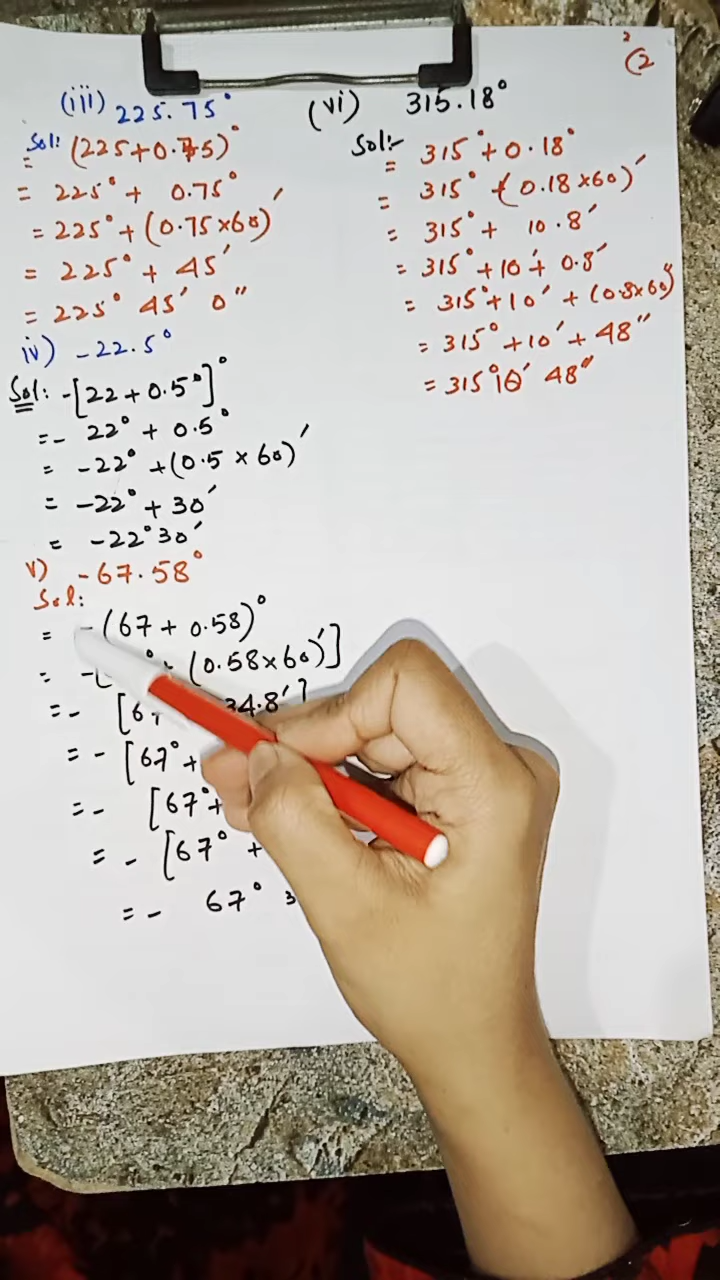 (iii) 225.75°
Sol: (225+0.75)°
= 225° + 0.75°
= 225° + (0.75×60)′
= 225° + 45′
= 225° 45′ 0″
iv) -22.5°
Sol: -[22 + 0.5°]°
= - 22° + 0.5°
= -22° + (0.5 × 60)′
= -22° + 30′
= -22° 30′
v) -67.58°
Sol:
= -(67 + 0.58)°
= -[ (0.58×60)′]
= - [67 34.8′]
= - [67° +
= - [67° +
= - [67° +
= - 67° 3
(vi) 315.18°
Sol:-
= 315° + 0.18°
= 315° + (0.18×60)′
= 315° + 10.8′
= 315° + 10′ + 0.8′
= 315° + 10′ + (0.8×60)″
= 315° + 10′ + 48″
= 315° 10′ 48″